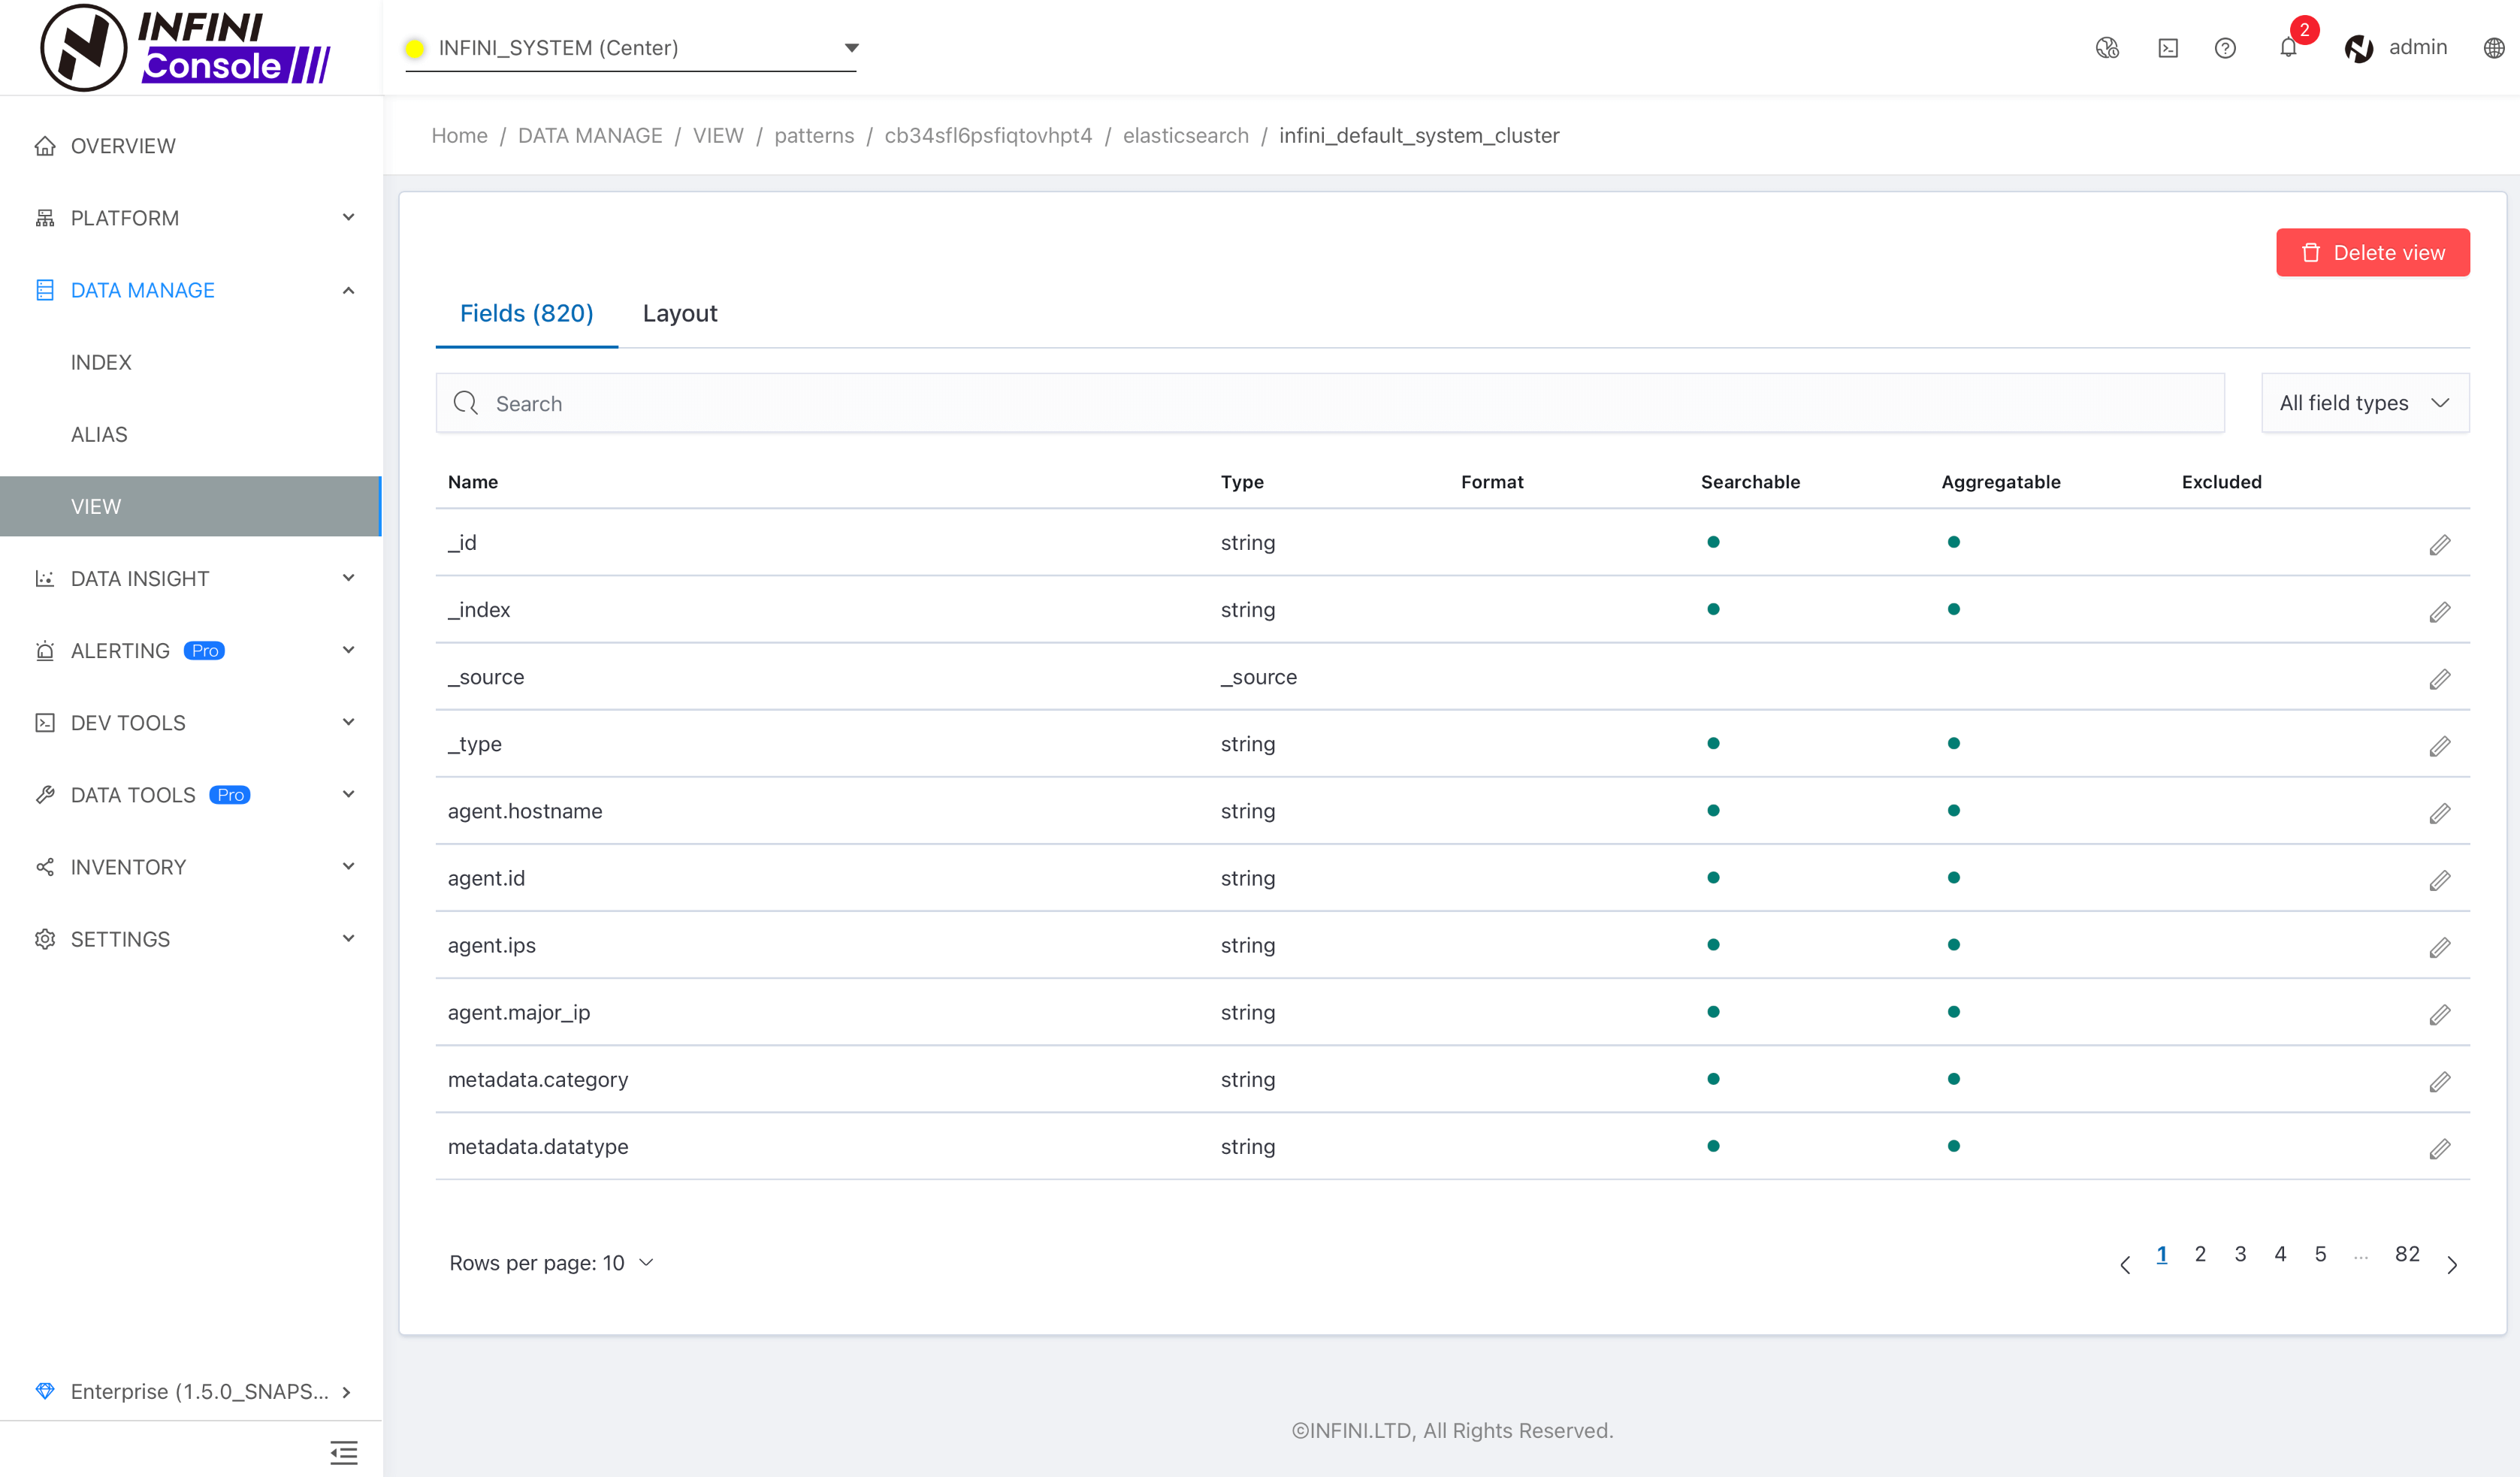 INFINI
Console
INFINI_SYSTEM (Center)
2
admin
OVERVIEW
PLATFORM
DATA MANAGE
INDEX
ALIAS
VIEW
DATA INSIGHT
ALERTING Pro
DEV TOOLS
DATA TOOLS Pro
INVENTORY
SETTINGS
Enterprise (1.5.0_SNAPS...
Home / DATA MANAGE / VIEW / patterns / cb34sfl6psfiqtovhpt4 / elasticsearch / infini_default_system_cluster
Delete view
Fields (820) Layout
Search
All field types
Name Type Format Searchable Aggregatable Excluded
_id string
_index string
_source _source
_type string
agent.hostname string
agent.id string
agent.ips string
agent.major_ip string
metadata.category string
metadata.datatype string
Rows per page: 10
1 2 3 4 5 ... 82
©INFINI.LTD, All Rights Reserved.